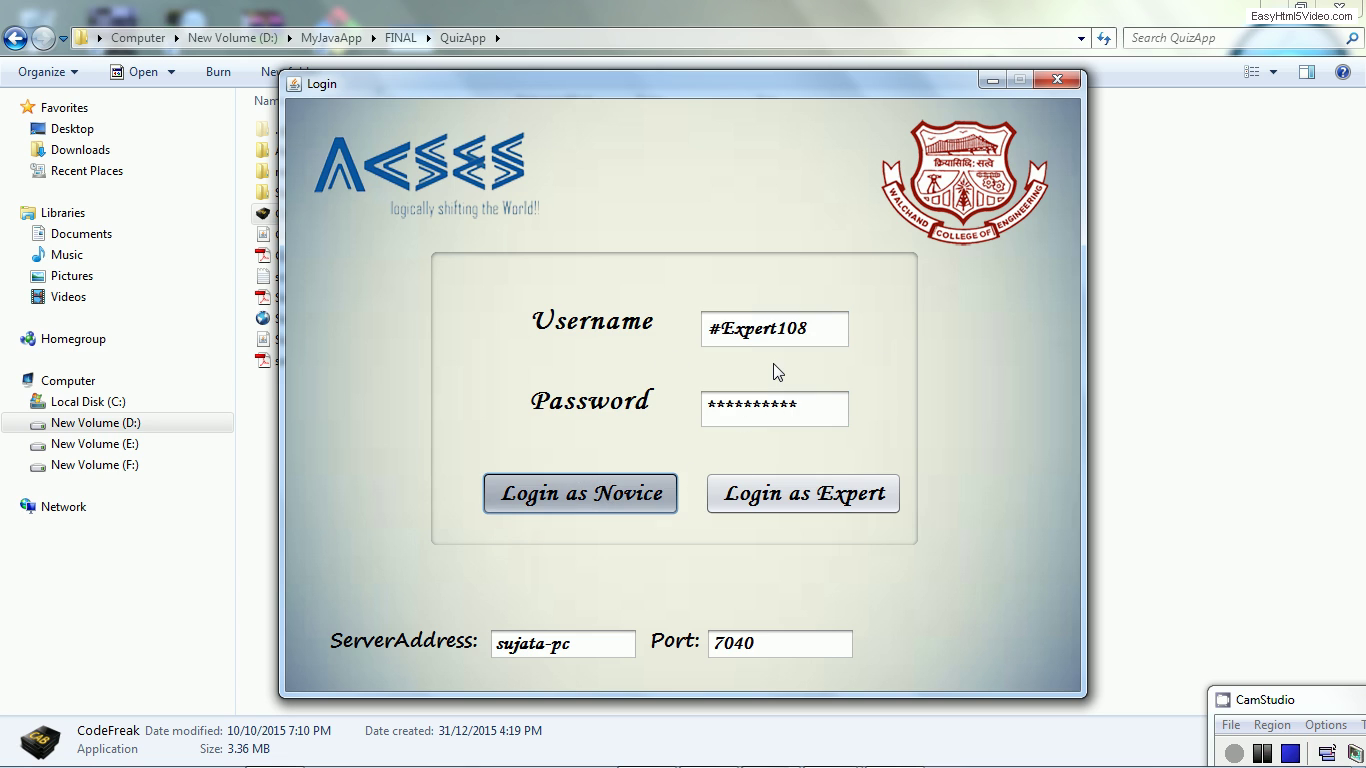 EasyHtml5Video.com
Computer New Volume (D:) MyJavaApp FINAL QuizApp
Search QuizApp
Organize Open Burn
Login
Favorites
Desktop
Downloads
Recent Places
Libraries
Documents
Music
Pictures
Videos
Homegroup
Computer
Local Disk (C:)
New Volume (D:)
New Volume (E:)
New Volume (F:)
Network
ACSES
logically shifting the World!!
क्रियासिद्धि: सत्वे
WALCHAND COLLEGE OF ENGINEERING
Username #Expert108
Password **********
Login as Novice Login as Expert
ServerAddress: sujata-pc Port: 7040
CamStudio
File Region Options
CodeFreak Date modified: 10/10/2015 7:10 PM Date created: 31/12/2015 4:19 PM
Application Size: 3.36 MB